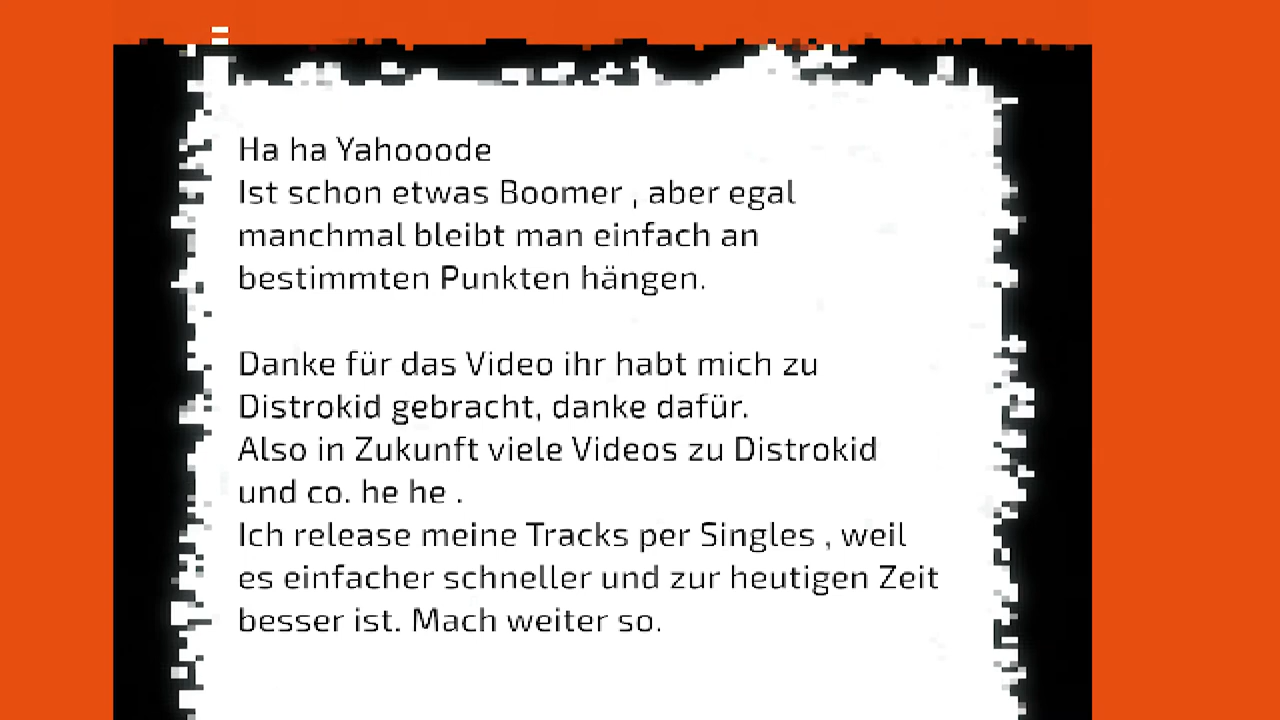 Ha ha Yahooode
Ist schon etwas Boomer , aber egal
manchmal bleibt man einfach an
bestimmten Punkten hängen.
Danke für das Video ihr habt mich zu
Distrokid gebracht, danke dafür.
Also in Zukunft viele Videos zu Distrokid
und co. he he .
Ich release meine Tracks per Singles , weil
es einfacher schneller und zur heutigen Zeit
besser ist. Mach weiter so.